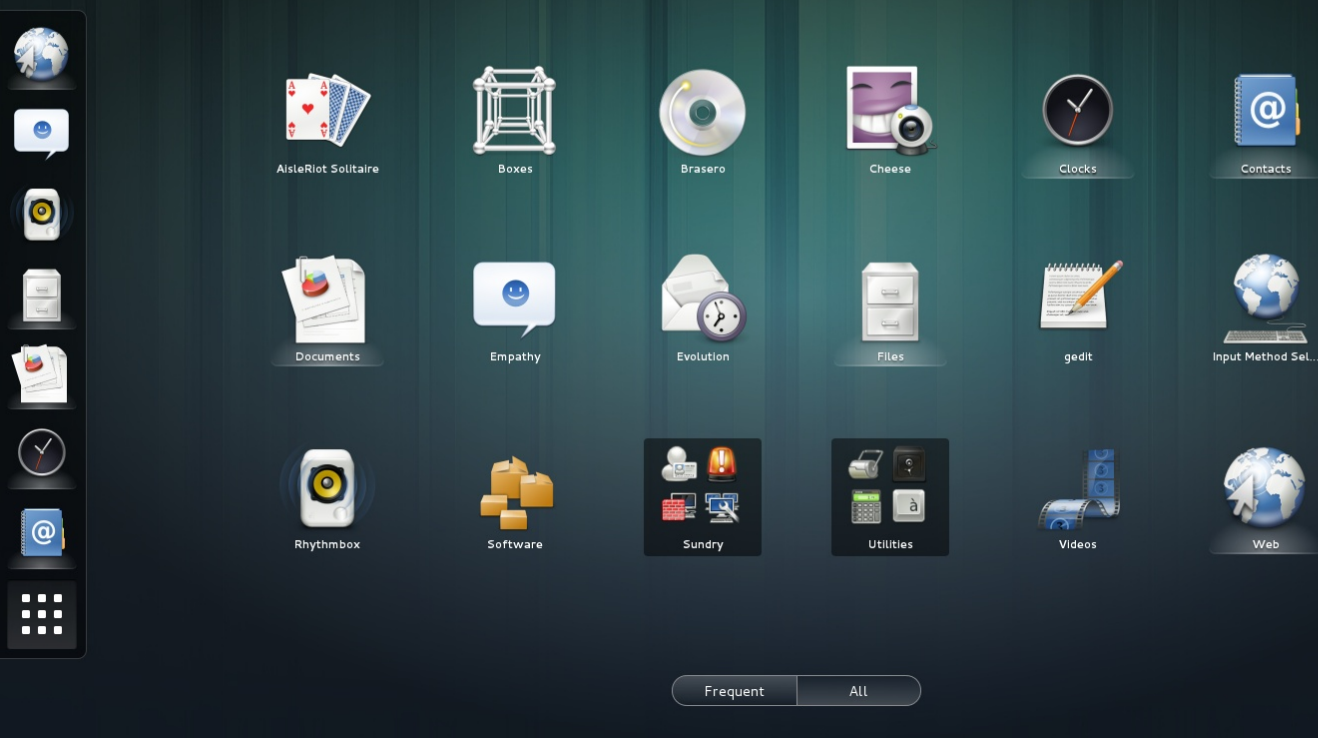 AisleRiot Solitaire
Boxes
Brasero
Cheese
Clocks
Contacts
Documents
Empathy
Evolution
Files
gedit
Input Method Sel...
Rhythmbox
Software
Sundry
Utilities
Videos
Web
Frequent
All